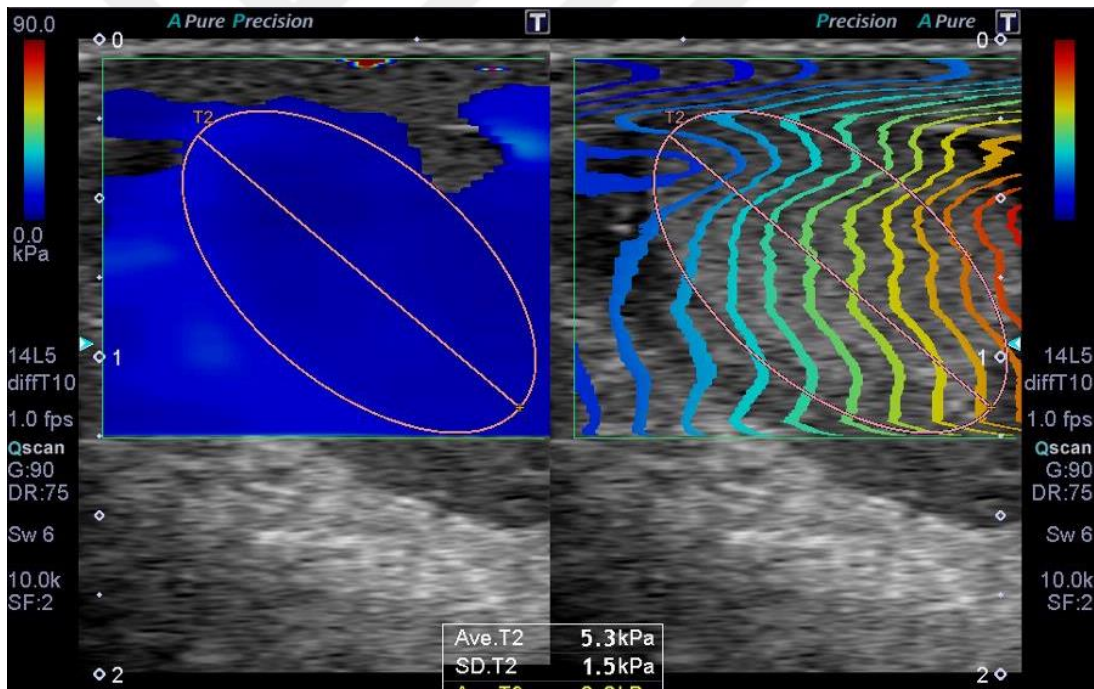 90.0
0.0
kPa
14L5
diffT10
1.0 fps
Qscan
G:90
DR:75
Sw 6
10.0k
SF:2
A Pure Precision T
0
T2
1
2
Precision A Pure T
0
T2
1
2
14L5
diffT10
1.0 fps
Qscan
G:90
DR:75
Sw 6
10.0k
SF:2
Ave.T2 5.3kPa
SD.T2 1.5kPa